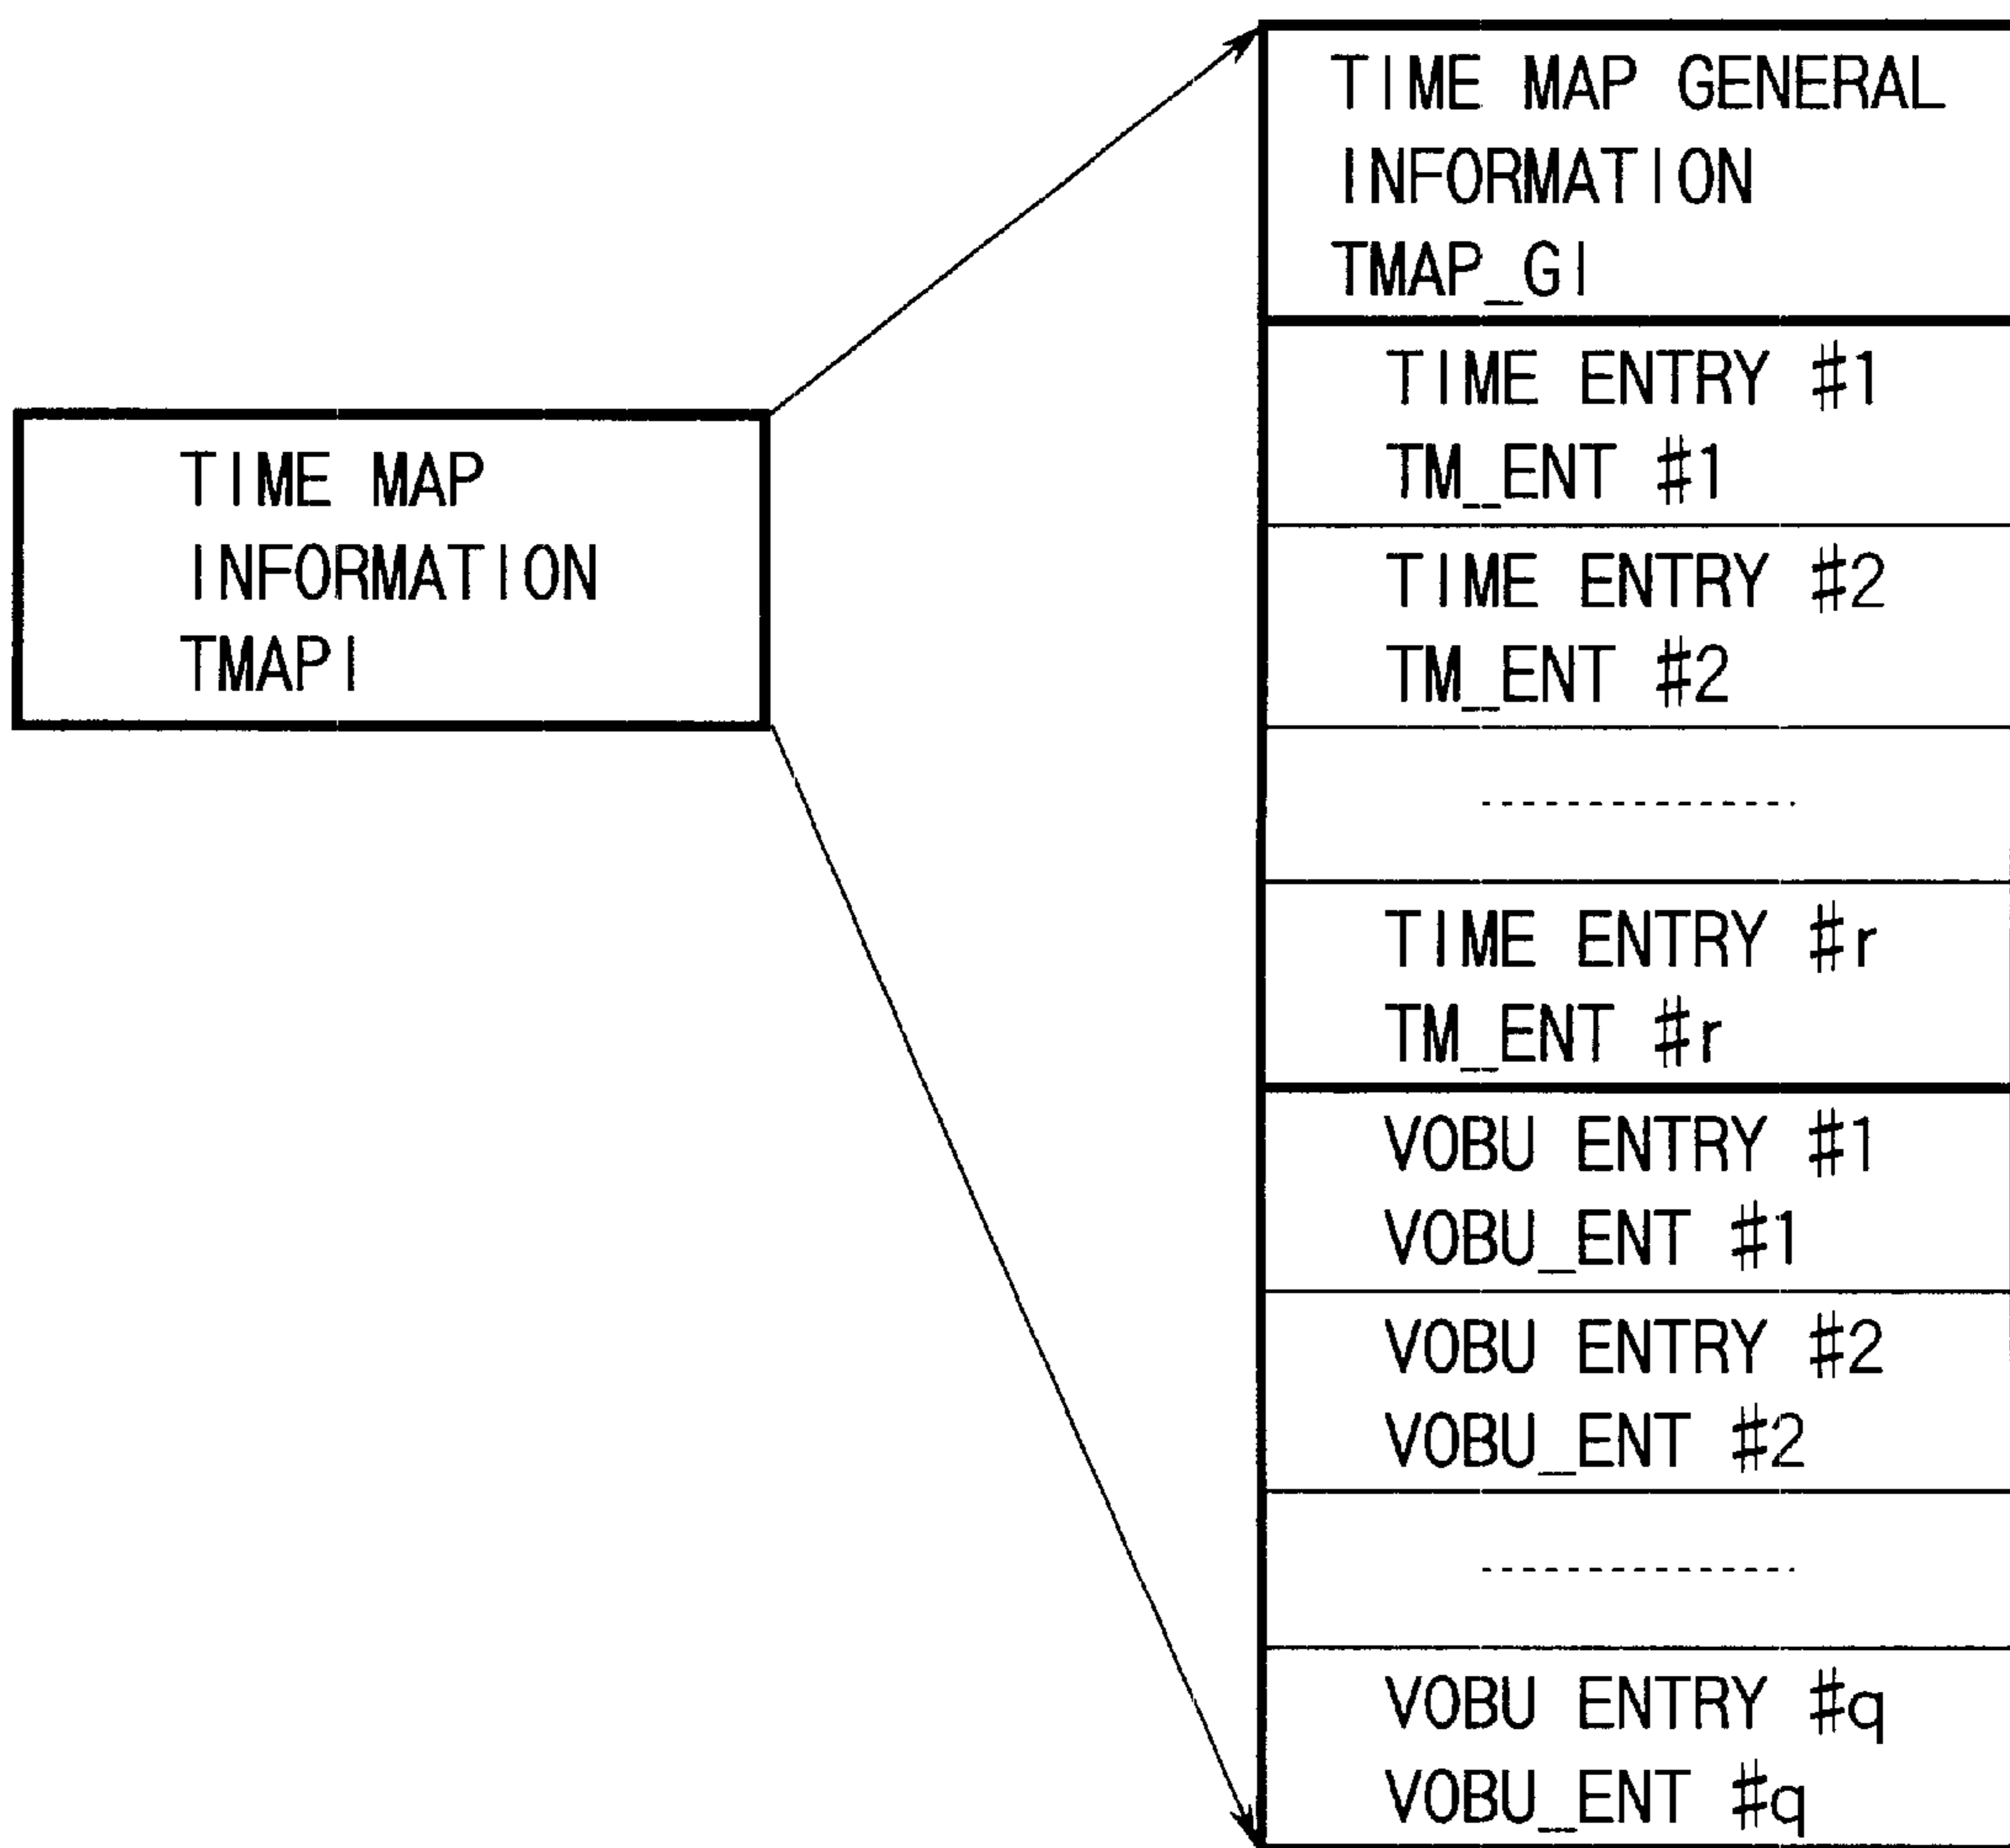 TIME MAP
INFORMATION
TMAPI
TIME MAP GENERAL
INFORMATION
TMAP_GI
TIME ENTRY #1
TM_ENT #1
TIME ENTRY #2
TM_ENT #2
TIME ENTRY #r
TM_ENT #r
VOBU ENTRY #1
VOBU_ENT #1
VOBU ENTRY #2
VOBU_ENT #2
VOBU ENTRY #q
VOBU_ENT #q